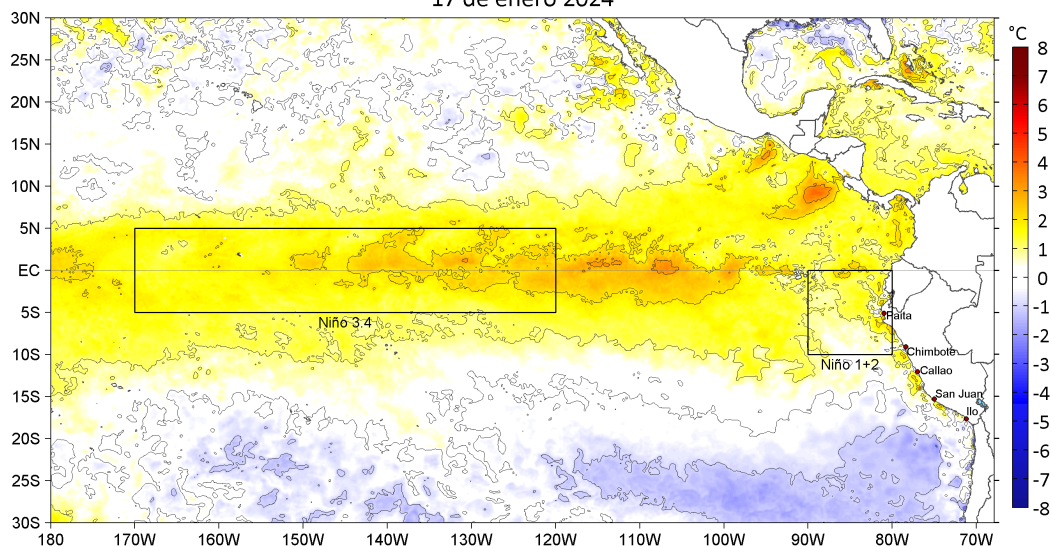 17 de enero 2024
30N
25N
20N
15N
10N
5N
EC
5S
10S
15S
20S
25S
30S
180
170W
160W
150W
140W
130W
120W
110W
100W
90W
80W
70W
Niño 3.4
Niño 1+2
Paita
Chimbote
Callao
San Juan
Ilo
°C
8
7
6
5
4
3
2
1
0
-1
-2
-3
-4
-5
-6
-7
-8